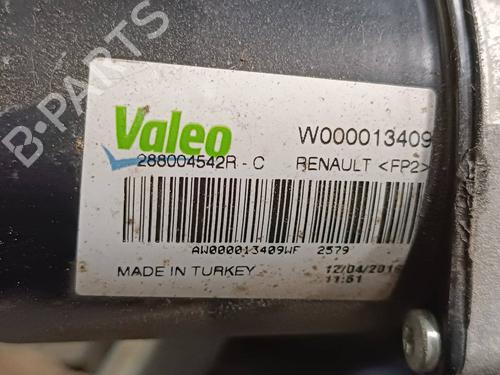 B-PARTS
Valeo
W000013409
288004542R - C
RENAULT <FP2>
AW000013409WF 2579
MADE IN TURKEY
12/04/2016
11:51